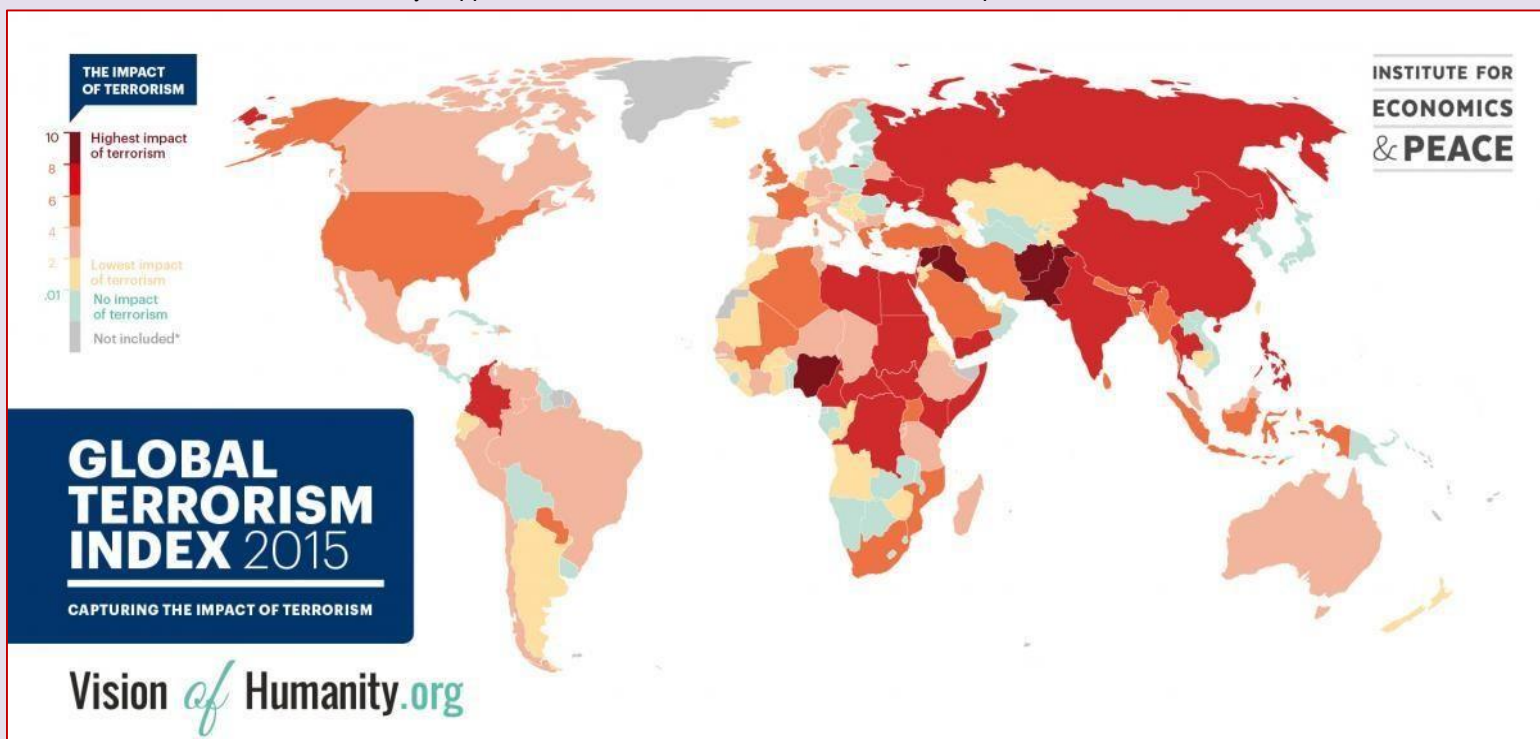 THE IMPACT
OF TERRORISM
10
Highest impact
of terrorism
8
6
4
2
Lowest impact
of terrorism
.01
No impact
of terrorism
Not included*
INSTITUTE FOR
ECONOMICS
& PEACE
GLOBAL
TERRORISM
INDEX 2015
CAPTURING THE IMPACT OF TERRORISM
Vision of Humanity.org